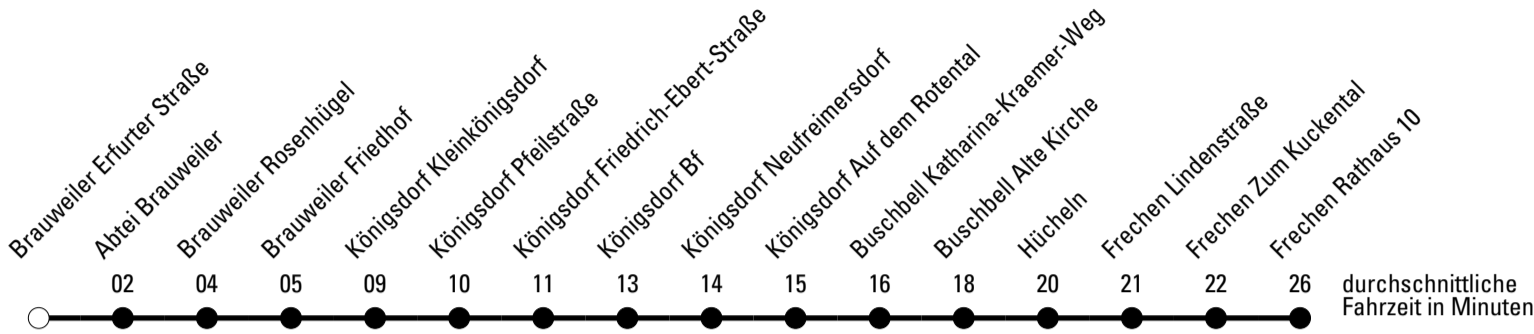 Brauweiler Erfurter Straße
Abtei Brauweiler
Brauweiler Rosenhügel
Brauweiler Friedhof
Königsdorf Kleinkönigsdorf
Königsdorf Pfeilstraße
Königsdorf Friedrich-Ebert-Straße
Königsdorf Bf
Königsdorf Neufreimersdorf
Königsdorf Auf dem Rotental
Buschbell Katharina-Kraemer-Weg
Buschbell Alte Kirche
Hücheln
Frechen Lindenstraße
Frechen Zum Kuckental
Frechen Rathaus 10
02 04 05 09 10 11 13 14 15 16 18 20 21 22 26
durchschnittliche
Fahrzeit in Minuten